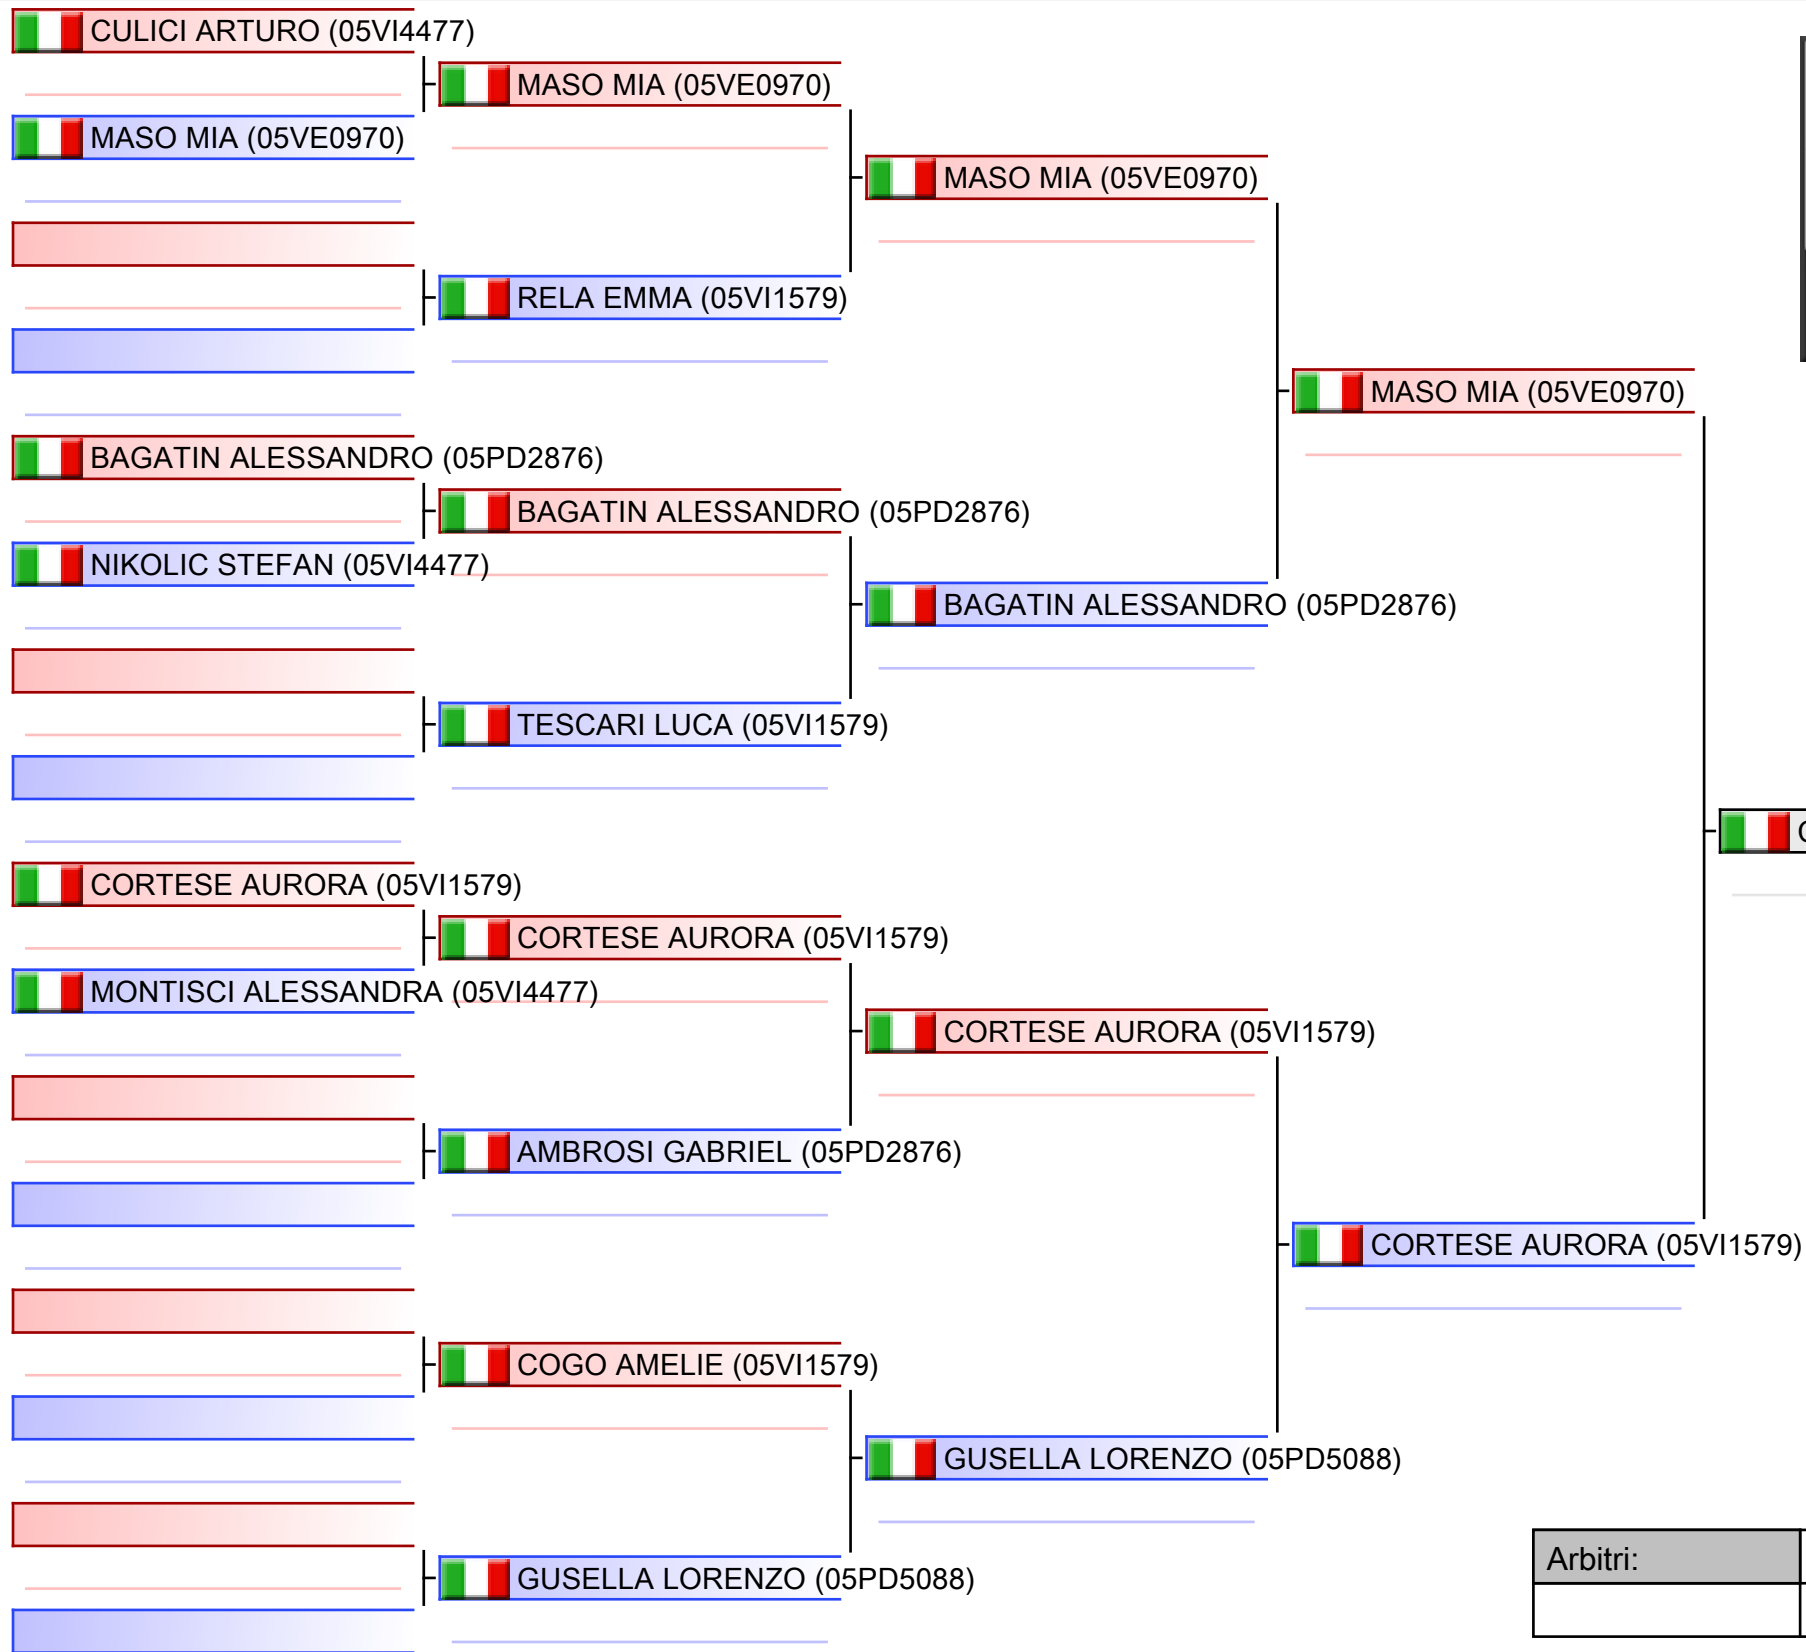 CULICI ARTURO (05VI4477)
MASO MIA (05VE0970)
MASO MIA (05VE0970)
MASO MIA (05VE0970)
RELA EMMA (05VI1579)
MASO MIA (05VE0970)
BAGATIN ALESSANDRO (05PD2876)
BAGATIN ALESSANDRO (05PD2876)
NIKOLIC STEFAN (05VI4477)
BAGATIN ALESSANDRO (05PD2876)
TESCARI LUCA (05VI1579)
CORTESE AURORA (05VI1579)
CORTESE AURORA (05VI1579)
MONTISCI ALESSANDRA (05VI4477)
CORTESE AURORA (05VI1579)
AMBROSI GABRIEL (05PD2876)
CORTESE AURORA (05VI1579)
COGO AMELIE (05VI1579)
GUSELLA LORENZO (05PD5088)
GUSELLA LORENZO (05PD5088)
Arbitri: